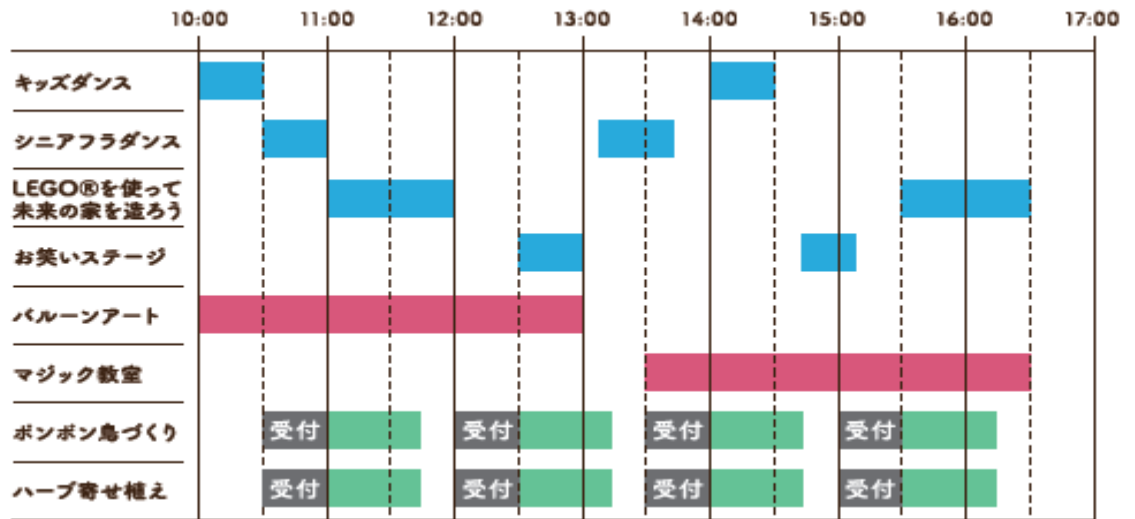 10:00 11:00 12:00 13:00 14:00 15:00 16:00 17:00
キッズダンス
シニアフラダンス
LEGO®を使って
未来の家を造ろう
お笑いステージ
バルーンアート
マジック教室
ポンポン鳥づくり 受付 受付 受付 受付
ハーブ寄せ植え 受付 受付 受付 受付